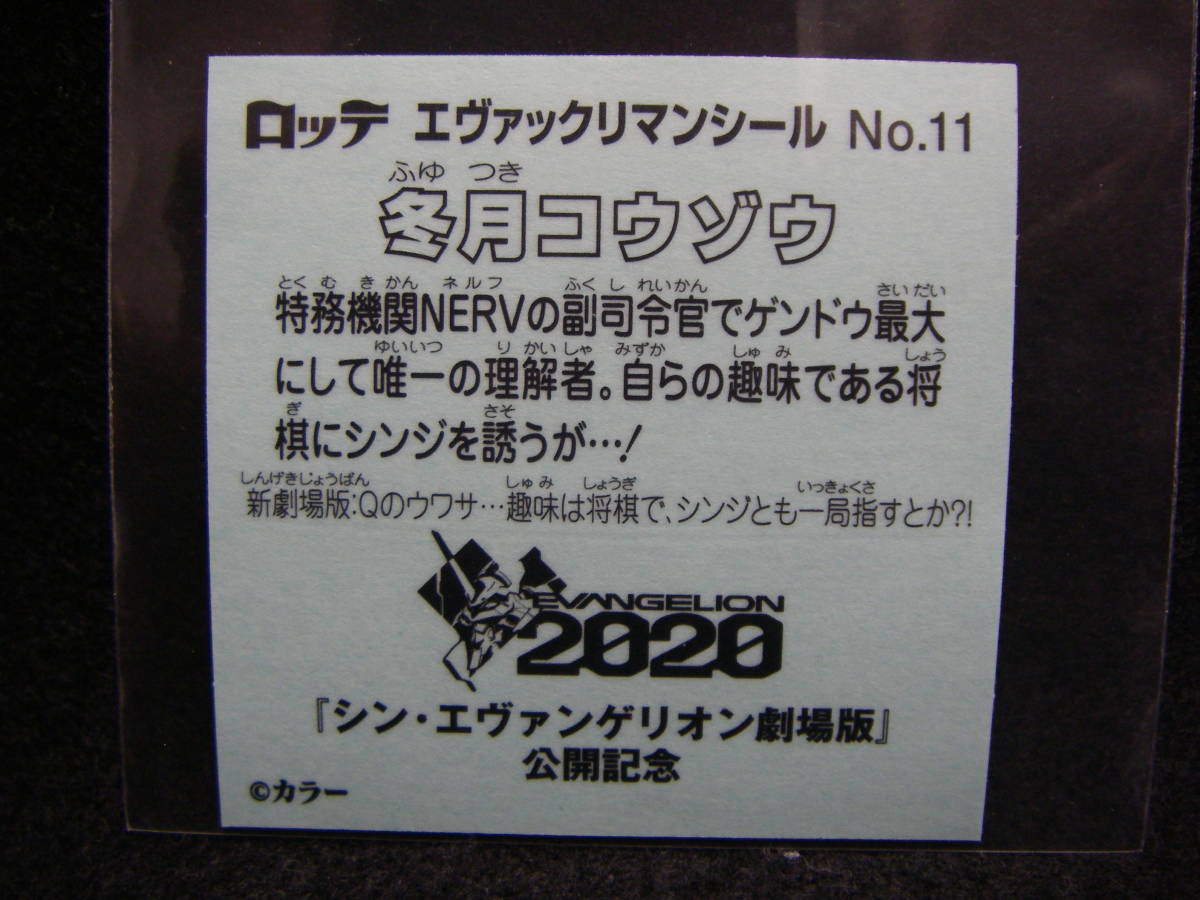 ロッテ エヴァックリマンシール No.11
ふゆ つき
冬月コウゾウ
とく む き かん ネルフ ふく し れいかん さいだい
特務機関NERVの副司令官でゲンドウ最大
ゆいいつ り かい しゃ みずか しゅ み しょう
にして唯一の理解者。自らの趣味である将
ぎ さそ
棋にシンジを誘うが…!
しんげきじょうばん しゅ み しょうぎ いっきょくさ
新劇場版:Qのウワサ…趣味は将棋で、シンジとも一局指すとか?!
EVANGELION
2020
『シン・エヴァンゲリオン劇場版』
公開記念
©カラー